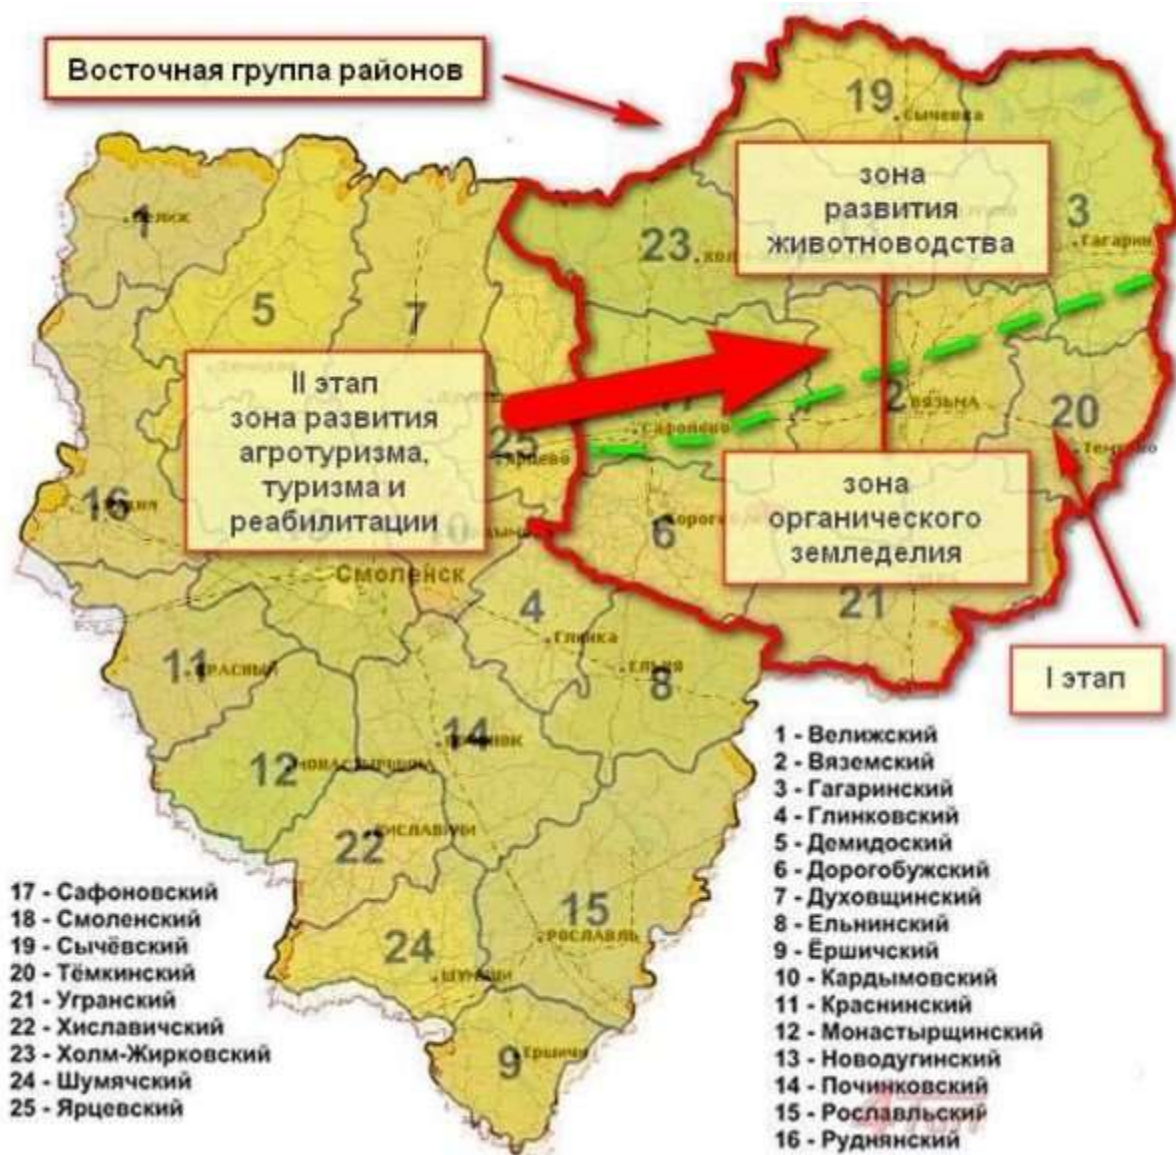 Восточная группа районов
19
Сычевка
зона
развития
животноводства
1
3
Гагарин
23
5
7
II этап
зона развития
агротуризма,
туризма и
реабилитации
2
ВЯЗЬМА
20
25
16
зона
органического
земледелия
6
Смоленск
4
Глинка
21
11
КРАСНЫЙ
ЕЛЬНЯ
8
I этап
14
12
22
15
РОСЛАВЛЬ
24
9
Ершичи
1 - Велижский
2 - Вяземский
3 - Гагаринский
4 - Глинковский
5 - Демидоский
6 - Дорогобужский
7 - Духовщинский
8 - Ельнинский
9 - Ёршичский
10 - Кардымовский
11 - Краснинский
12 - Монастырщинский
13 - Новодугинский
14 - Починковский
15 - Рославльский
16 - Руднянский
17 - Сафоновский
18 - Смоленский
19 - Сычёвский
20 - Тёмкинский
21 - Угранский
22 - Хиславичский
23 - Холм-Жирковский
24 - Шумячский
25 - Ярцевский